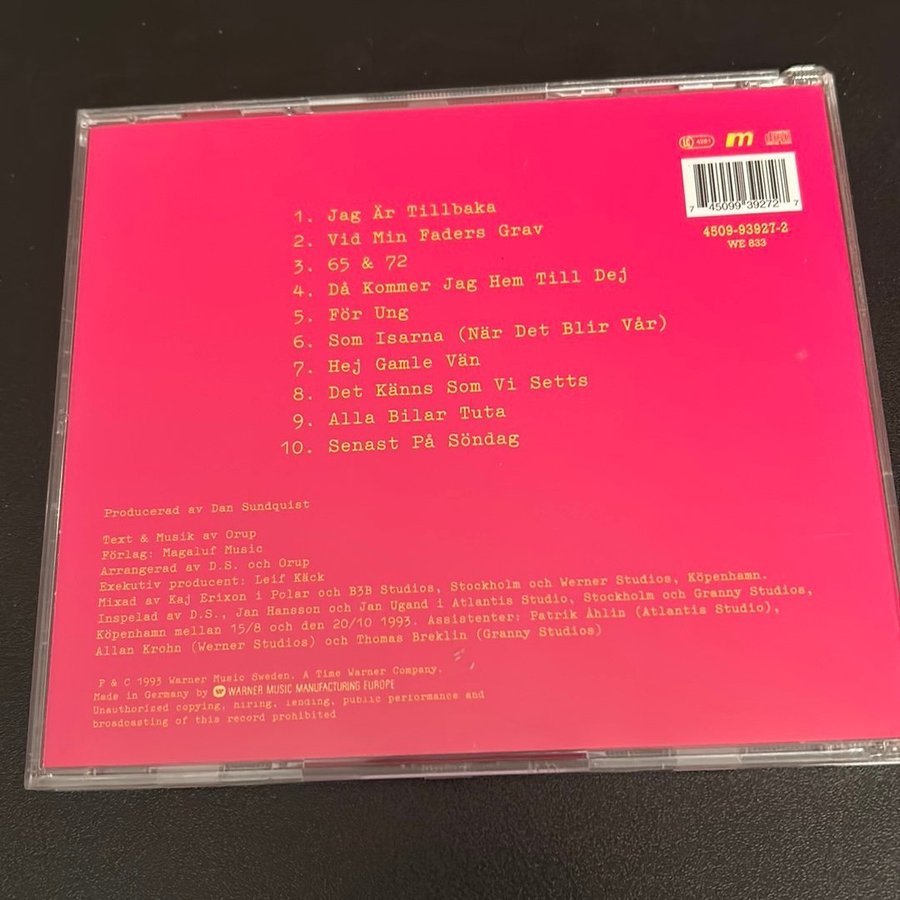 LC 4281
m
7 45099 39272 7
4509-93927-2
WE 833
1. Jag Är Tillbaka
2. Vid Min Faders Grav
3. 65 & 72
4. Då Kommer Jag Hem Till Dej
5. För Ung
6. Som Isarna (När Det Blir Vår)
7. Hej Gamle Vän
8. Det Känns Som Vi Setts
9. Alla Bilar Tuta
10. Senast På Söndag
Producerad av Dan Sundquist
Text & Musik av Orup
Förlag: Magaluf Music
Arrangerad av D.S. och Orup
Exekutiv producent: Leif Käck
Mixad av Kaj Erixon i Polar och B3B Studios, Stockholm och Werner Studios, Köpenhamn.
Inspelad av D.S., Jan Hansson och Jan Ugand i Atlantis Studio, Stockholm och Granny Studios,
Köpenhamn mellan 15/8 och den 20/10 1993. Assistenter: Patrik Ahlin (Atlantis Studio),
Allan Krohn (Werner Studios) och Thomas Breklin (Granny Studios)
P & C 1993 Warner Music Sweden. A Time Warner Company.
Made in Germany by WARNER MUSIC MANUFACTURING EUROPE
Unauthorized copying, hiring, lending, public performance and
broadcasting of this record prohibited